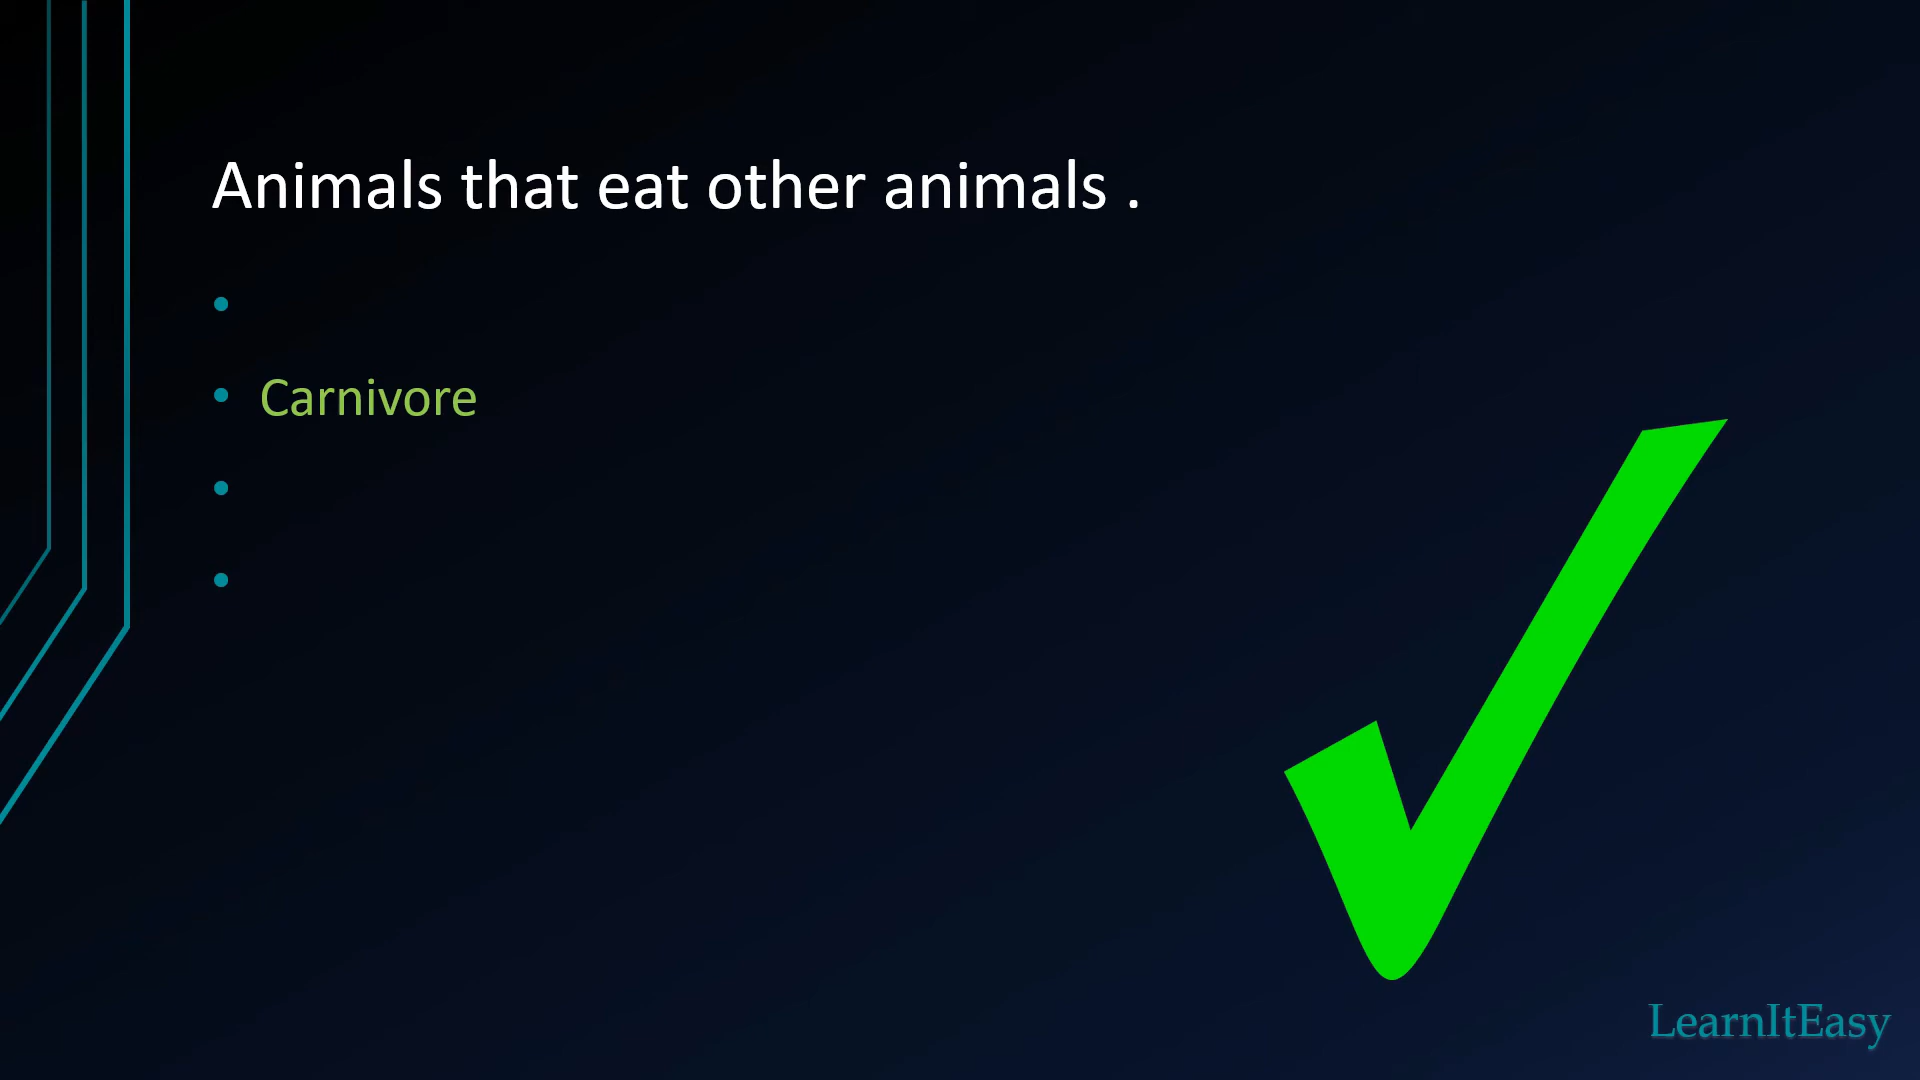 Animals that eat other animals .
•
• Carnivore
•
•
LearnItEasy